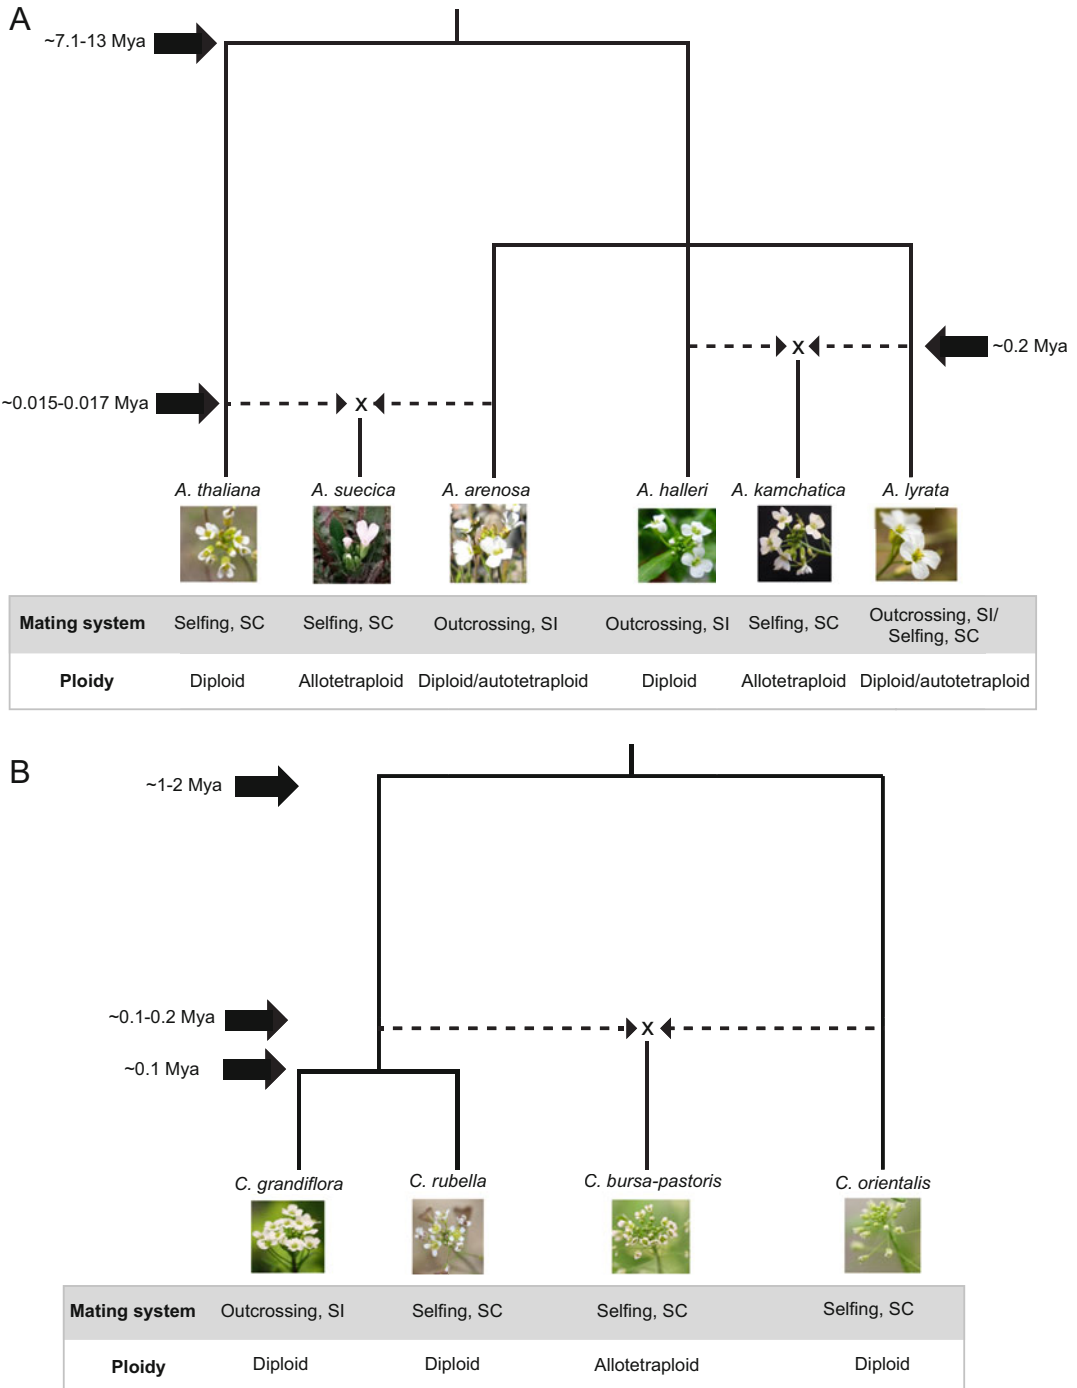 A
~7.1-13 Mya
x
~0.2 Mya
~0.015-0.017 Mya
x
A. thaliana A. suecica A. arenosa A. halleri A. kamchatica A. lyrata
Mating system Selfing, SC Selfing, SC Outcrossing, SI Outcrossing, SI Selfing, SC Outcrossing, SI/
Selfing, SC
Ploidy Diploid Allotetraploid Diploid/autotetraploid Diploid Allotetraploid Diploid/autotetraploid
B
~1-2 Mya
~0.1-0.2 Mya
x
~0.1 Mya
C. grandiflora C. rubella C. bursa-pastoris C. orientalis
Mating system Outcrossing, SI Selfing, SC Selfing, SC Selfing, SC
Ploidy Diploid Diploid Allotetraploid Diploid